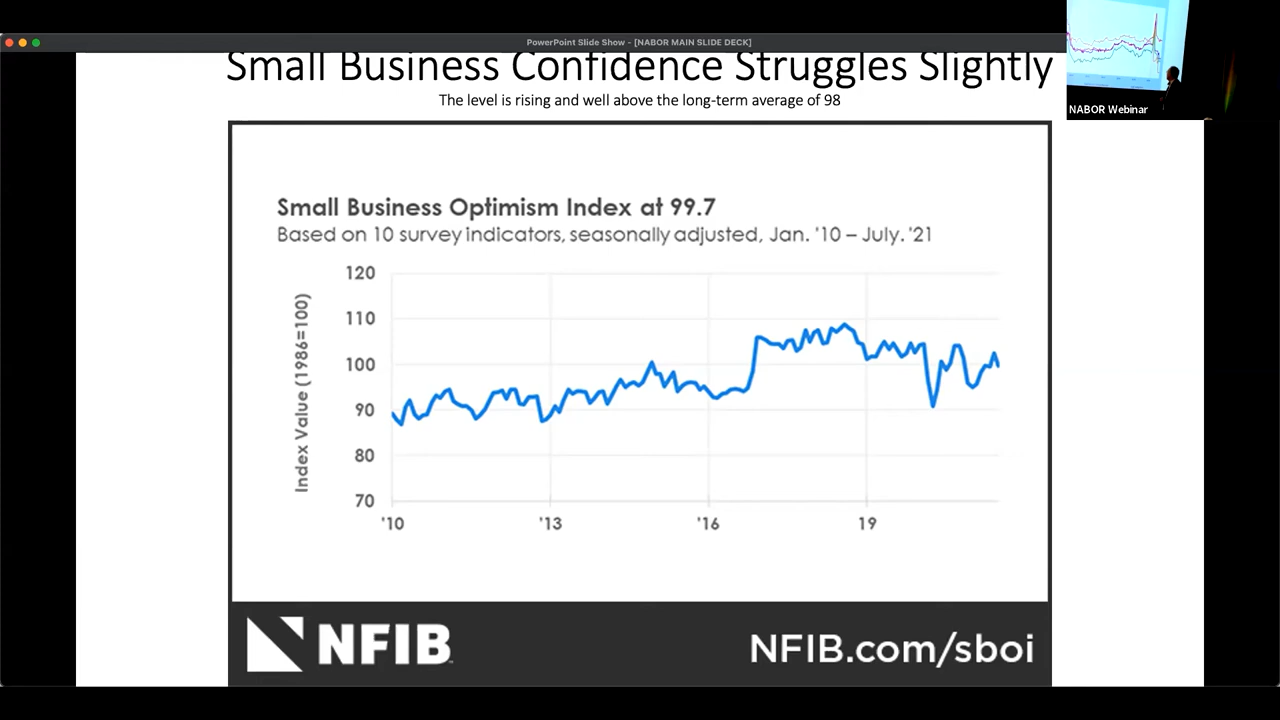 PowerPoint Slide Show - [NABOR MAIN SLIDE DECK]
Small Business Confidence Struggles Slightly
The level is rising and well above the long-term average of 98
NABOR Webinar
Small Business Optimism Index at 99.7
Based on 10 survey indicators, seasonally adjusted, Jan. '10 – July. '21
Index Value (1986=100)
120
110
100
90
80
70
'10
'13
'16
19
NFIB
NFIB.com/sboi